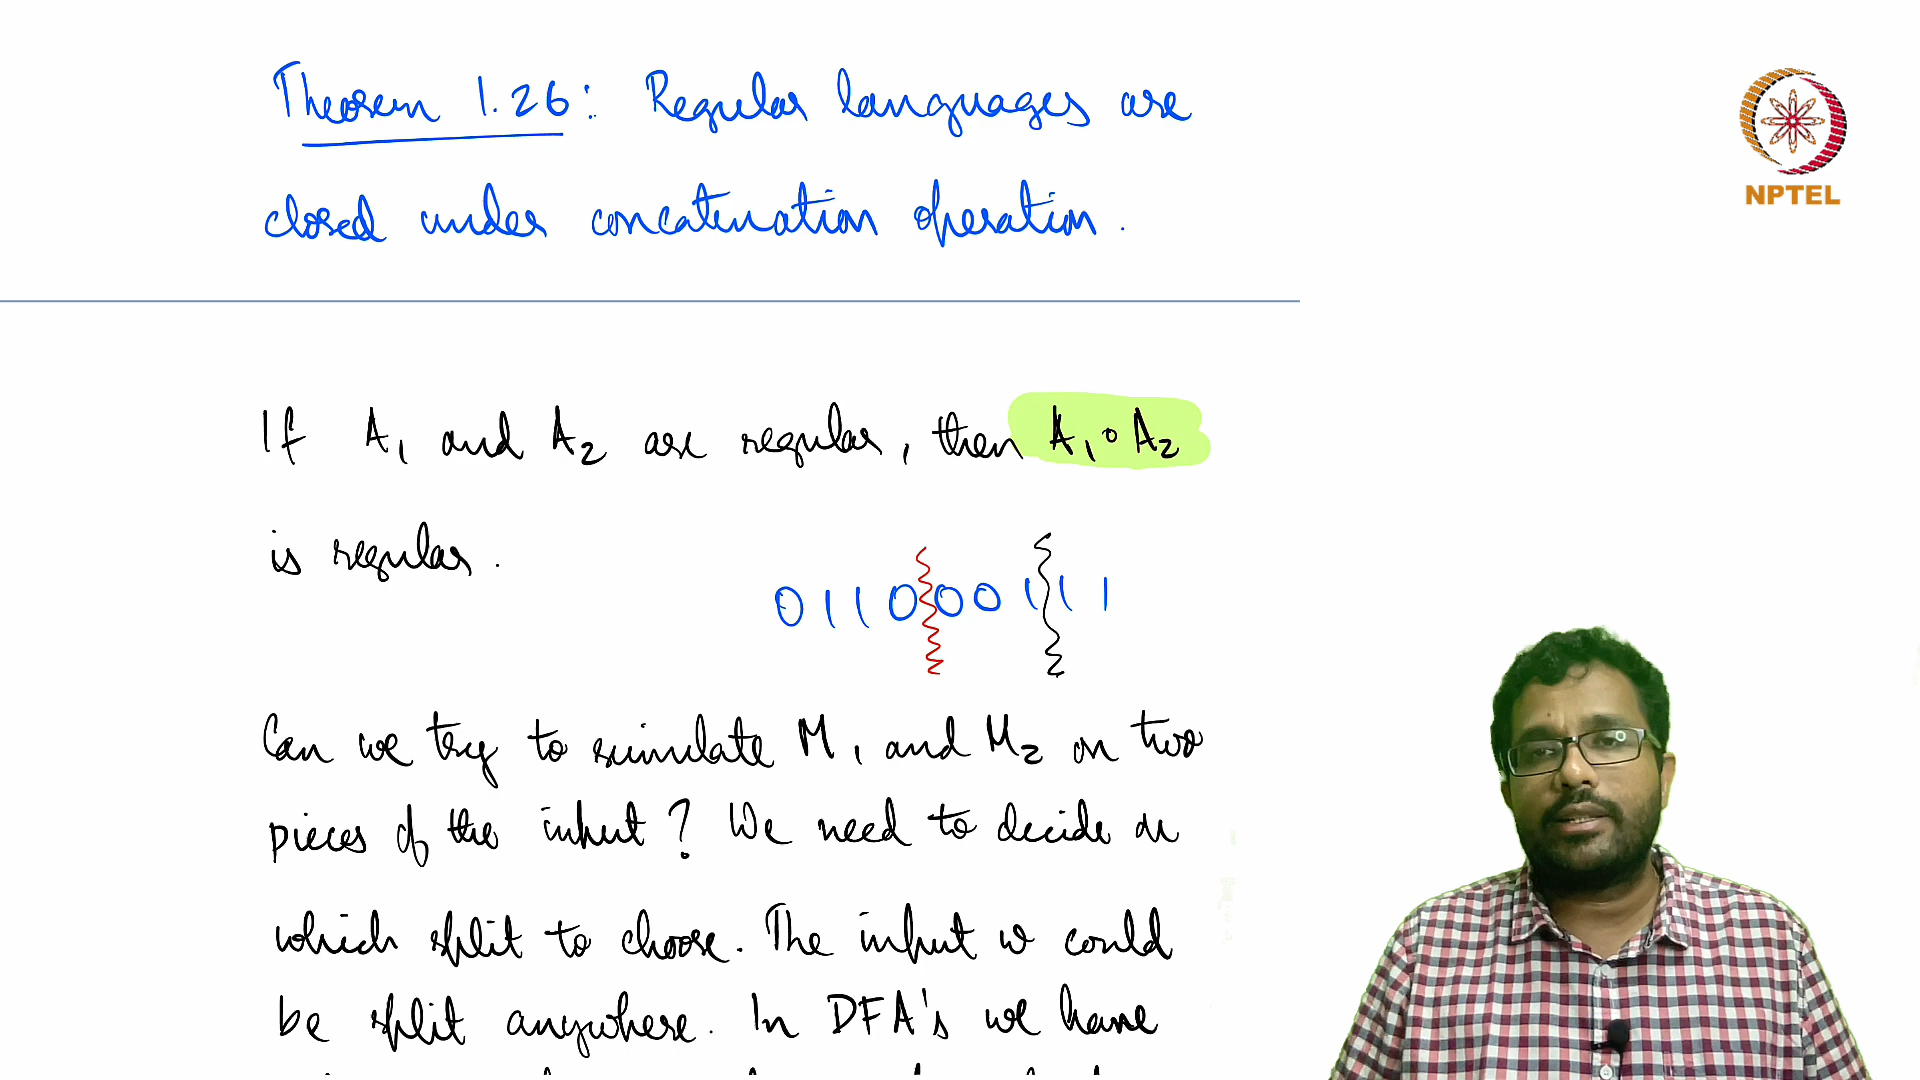 Theorem 1.26: Regular languages are
closed under concatenation operation.
NPTEL
If A₁ and A₂ are regular, then A₁∘A₂
is regular.
011000111
Can we try to simulate M₁ and M₂ on two
pieces of the input? We need to decide on
which split to choose. The input w could
be split anywhere. In DFA's we have